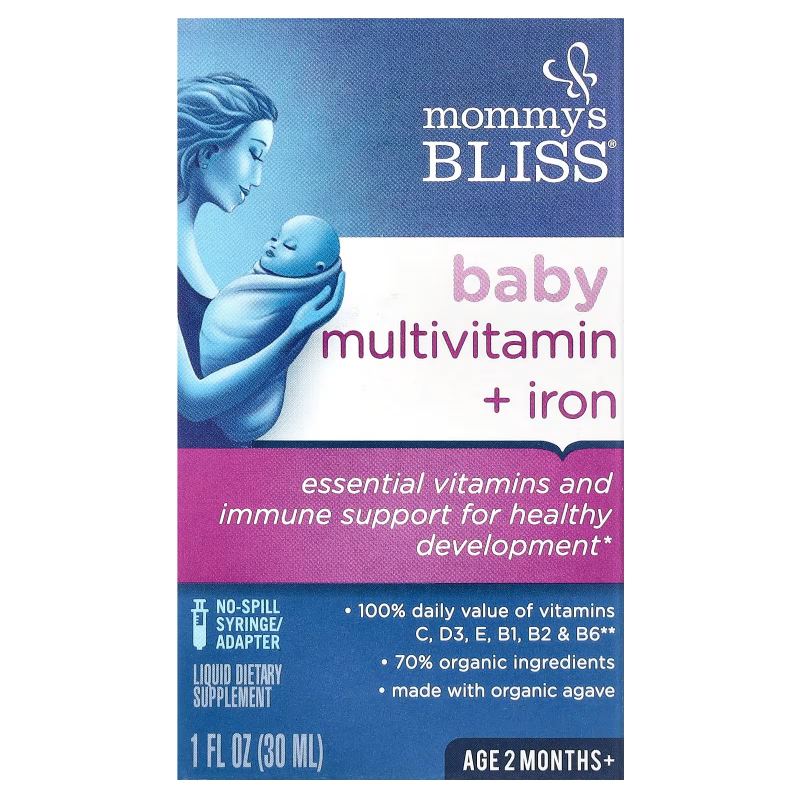 mommy's
BLISS®
baby
multivitamin
+ iron
essential vitamins and
immune support for healthy
development*
NO-SPILL
SYRINGE/
ADAPTER
LIQUID DIETARY
SUPPLEMENT
1 FL OZ (30 ML)
• 100% daily value of vitamins
C, D3, E, B1, B2 & B6**
• 70% organic ingredients
• made with organic agave
AGE 2 MONTHS+